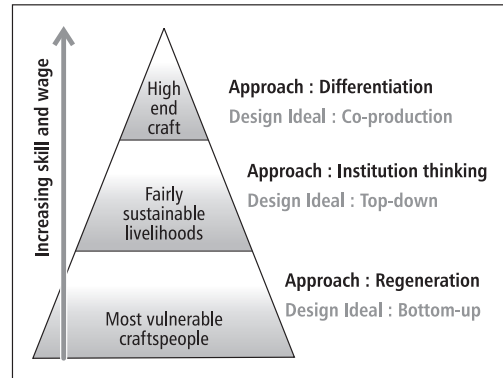 Increasing skill and wage
High
end
craft
Approach : Differentiation
Design Ideal : Co-production
Fairly
sustainable
livelihoods
Approach : Institution thinking
Design Ideal : Top-down
Most vulnerable
craftspeople
Approach : Regeneration
Design Ideal : Bottom-up